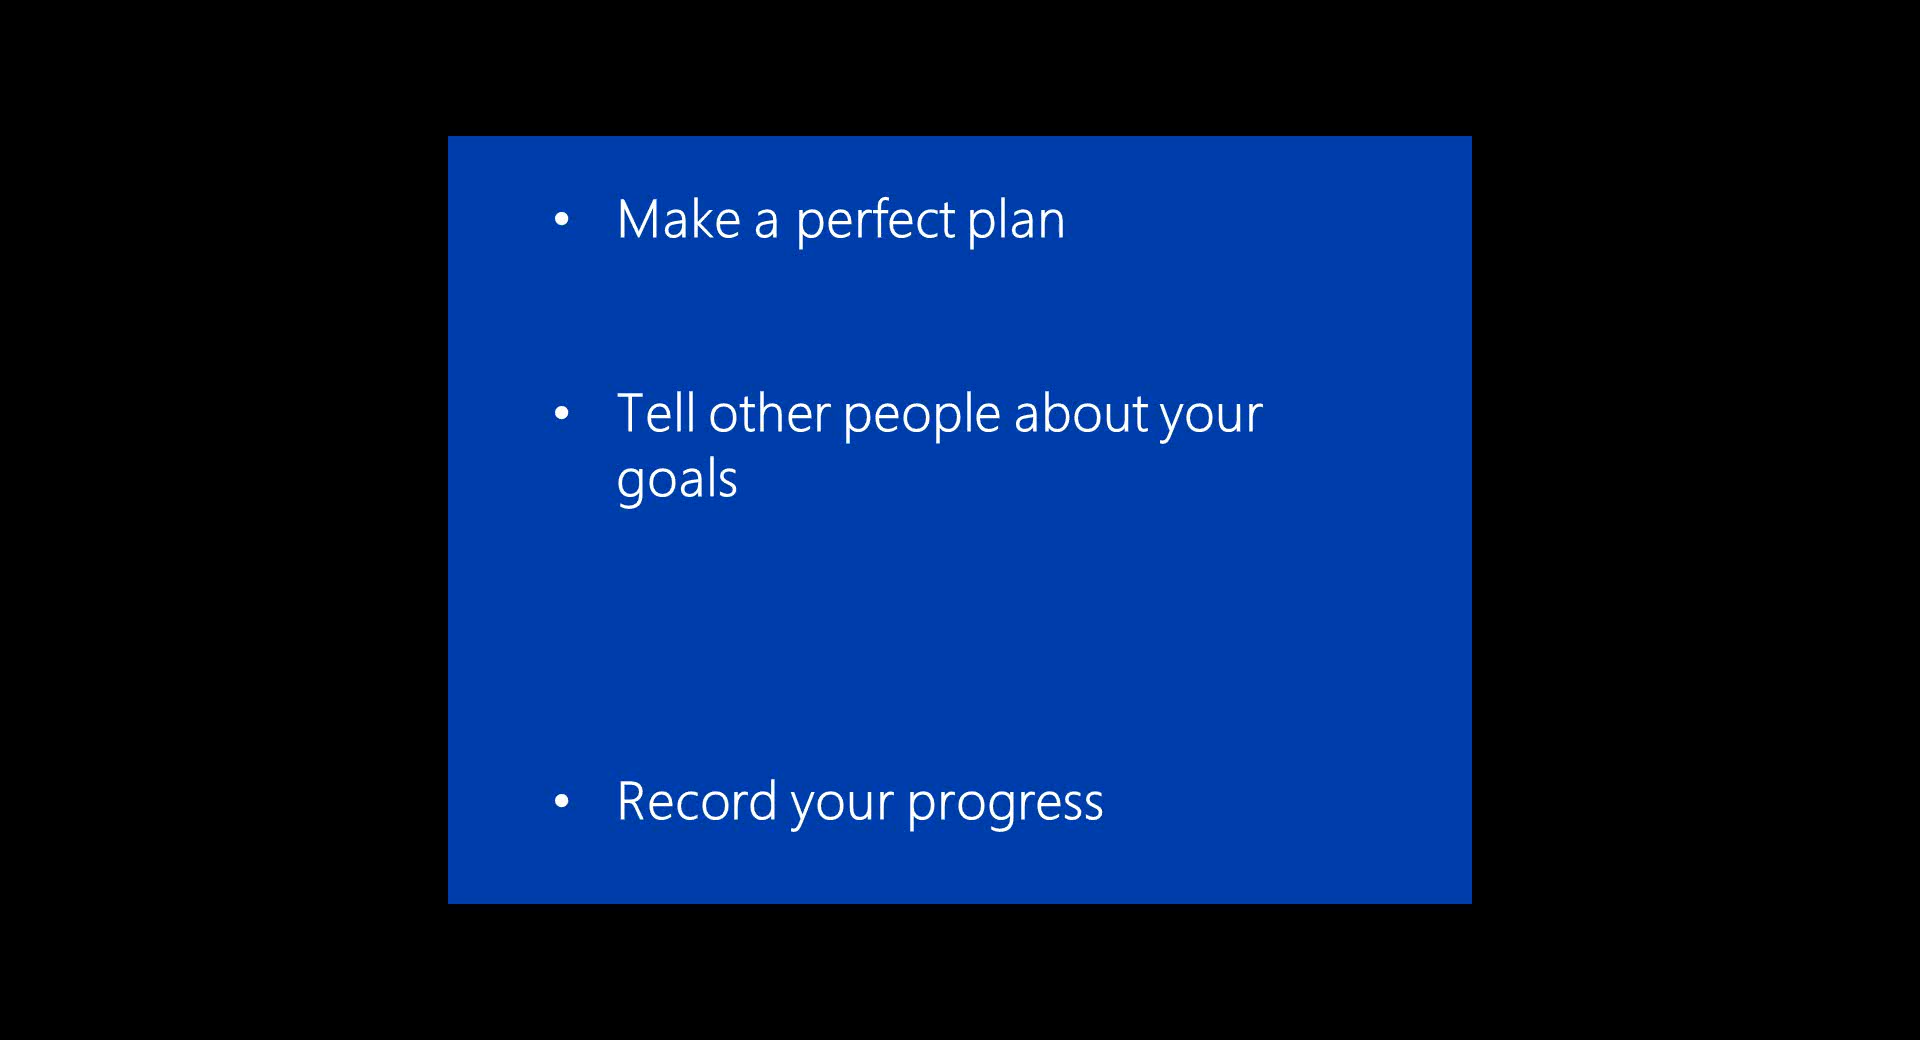 • Make a perfect plan
• Tell other people about your
goals
• Record your progress